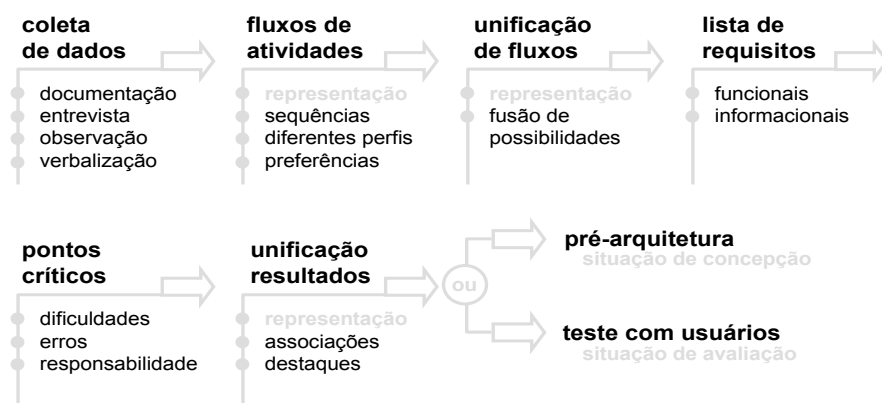 coleta
de dados
documentação
entrevista
observação
verbalização
fluxos de
atividades
representação
sequências
diferentes perfis
preferências
unificação
de fluxos
representação
fusão de
possibilidades
lista de
requisitos
funcionais
informacionais
pontos
críticos
dificuldades
erros
responsabilidade
unificação
resultados
representação
associações
destaques
ou
pré-arquitetura
situação de concepção
teste com usuários
situação de avaliação